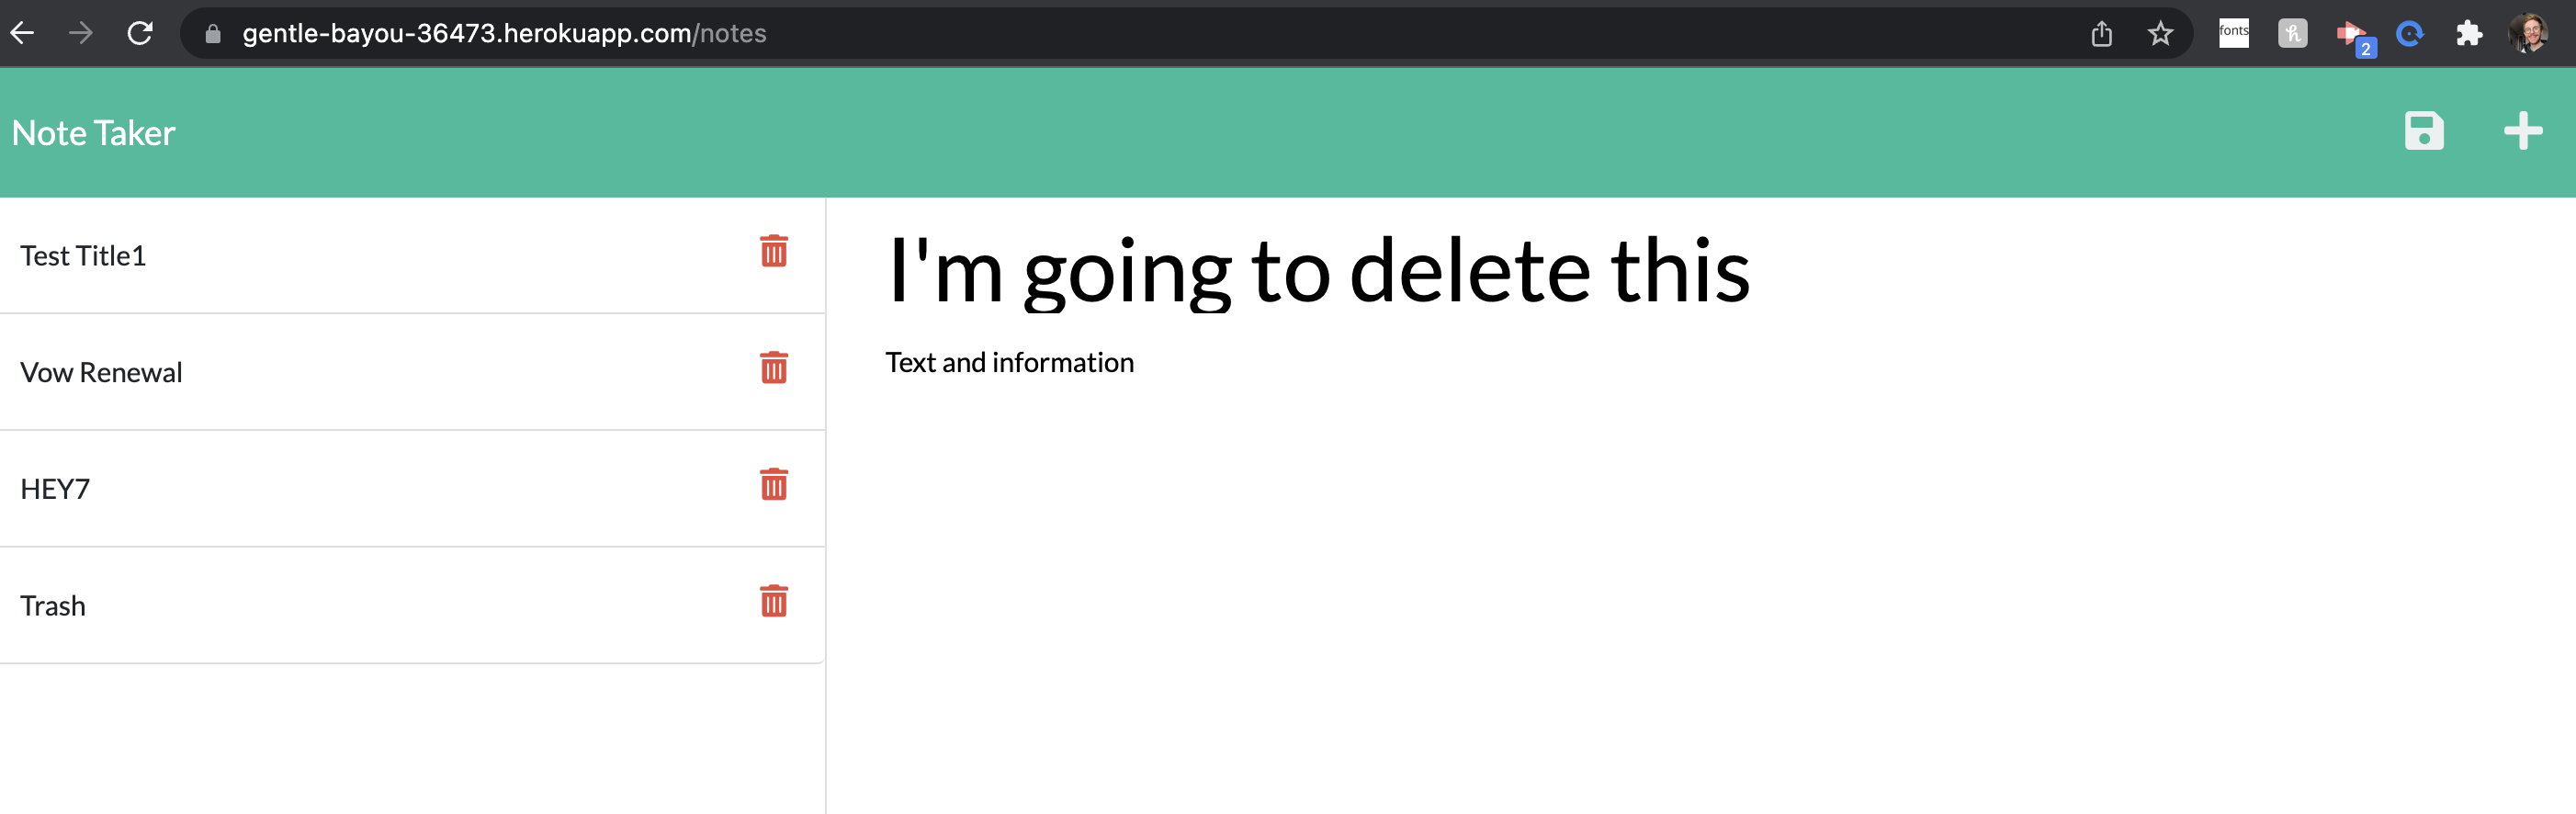 gentle-bayou-36473.herokuapp.com/notes
fonts
h
2
Note Taker
Test Title1
Vow Renewal
HEY7
Trash
I'm going to delete this
Text and information